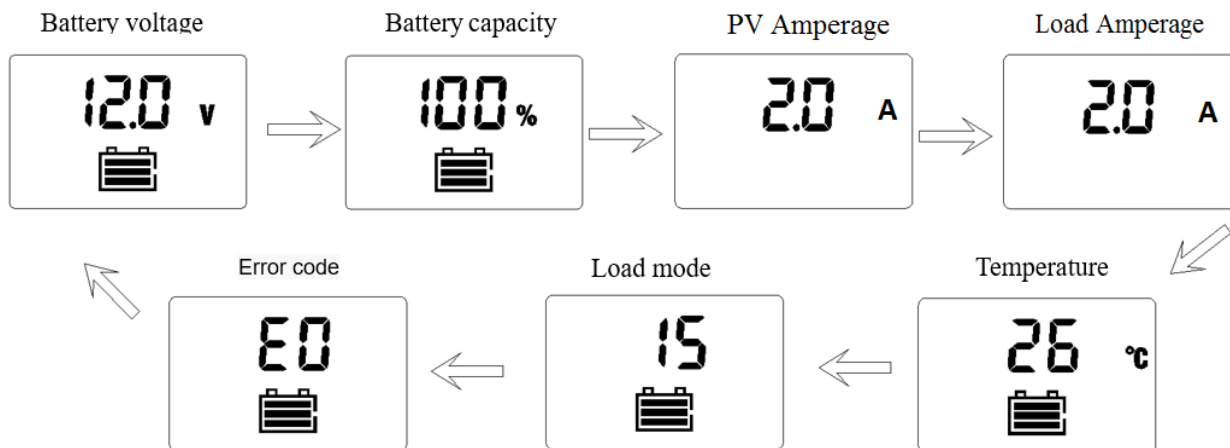 Battery voltage
12.0 V
Battery capacity
100 %
PV Amperage
2.0 A
Load Amperage
2.0 A
Temperature
26 ℃
Load mode
15
Error code
E0